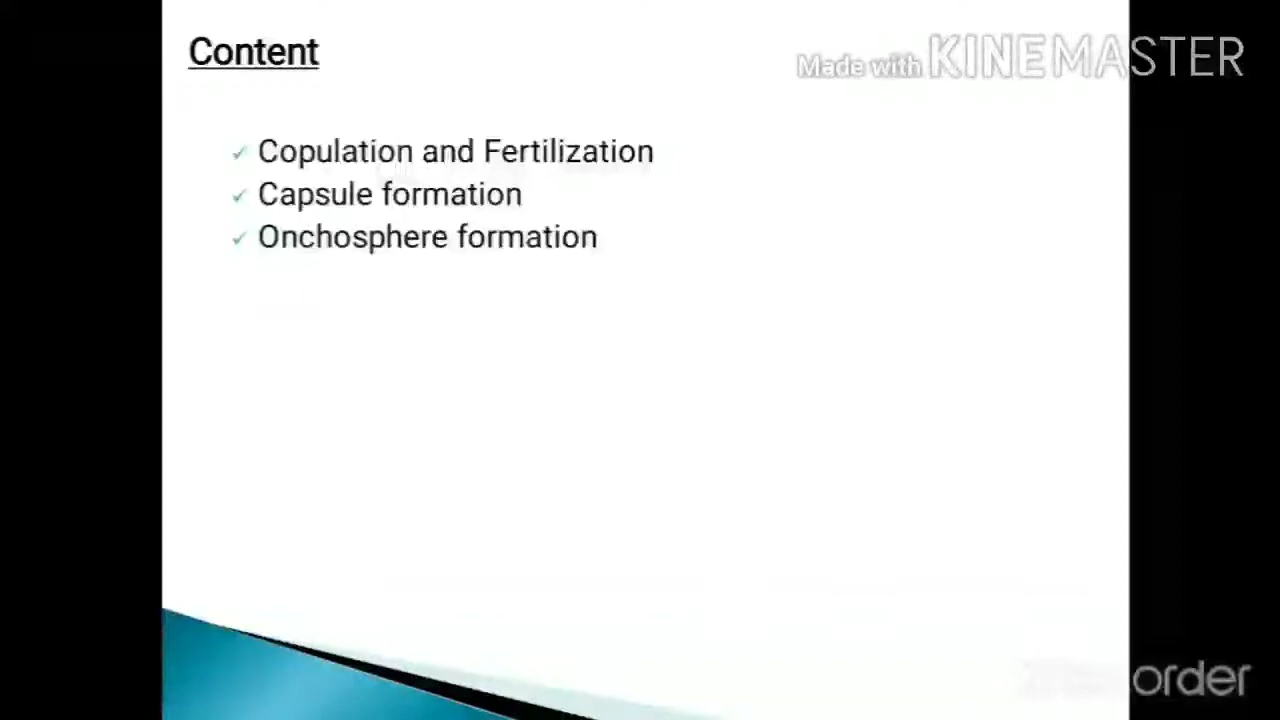 Content
Made with KINEMASTER
✓ Copulation and Fertilization
✓ Capsule formation
✓ Onchosphere formation